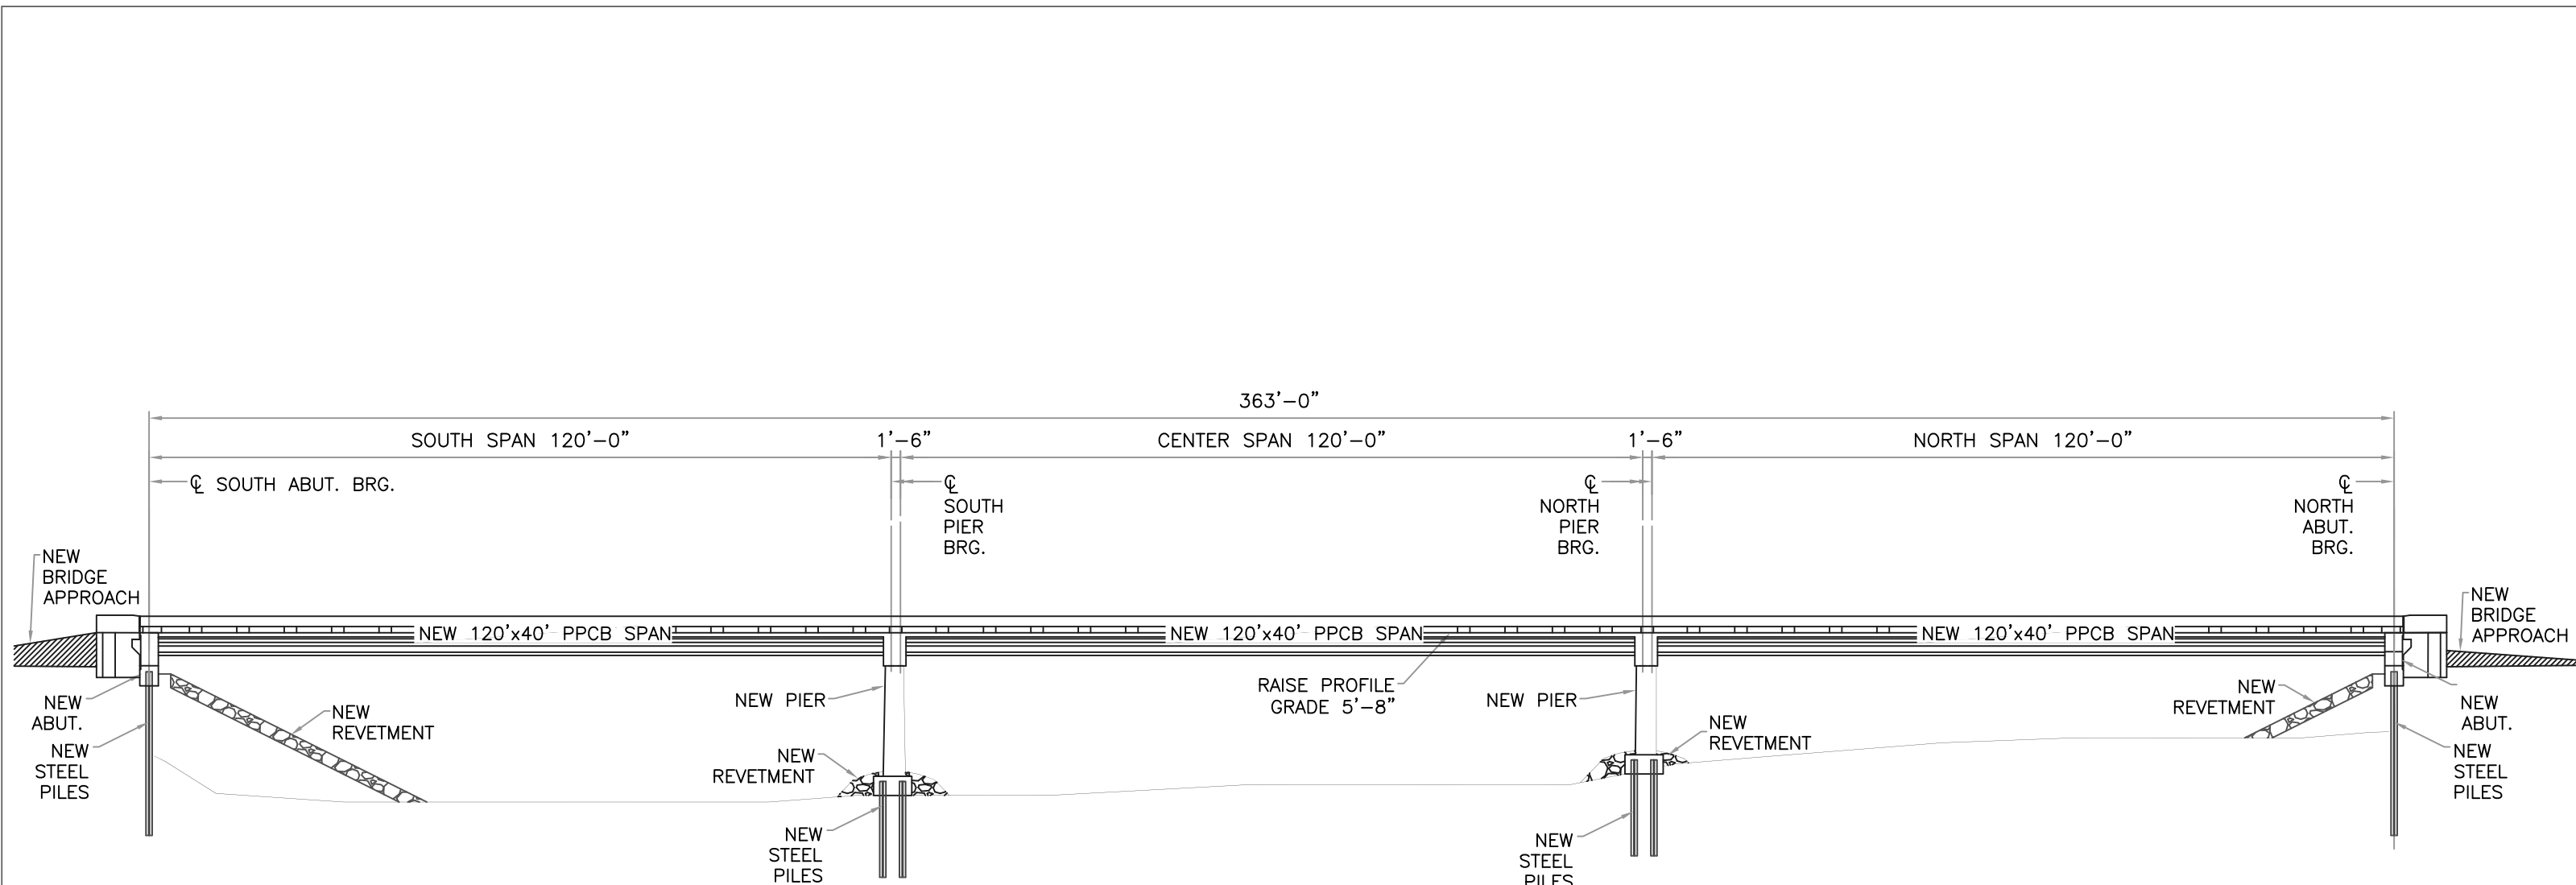 363'-0"
SOUTH SPAN 120'-0"
1'-6"
CENTER SPAN 120'-0"
1'-6"
NORTH SPAN 120'-0"
℄ SOUTH ABUT. BRG.
℄
SOUTH
PIER
BRG.
℄
NORTH
PIER
BRG.
℄
NORTH
ABUT.
BRG.
NEW
BRIDGE
APPROACH
NEW
BRIDGE
APPROACH
NEW 120'x40' PPCB SPAN
NEW 120'x40' PPCB SPAN
NEW 120'x40' PPCB SPAN
NEW
ABUT.
NEW
STEEL
PILES
NEW
REVETMENT
NEW PIER
NEW
REVETMENT
NEW
STEEL
PILES
RAISE PROFILE
GRADE 5'-8"
NEW PIER
NEW
REVETMENT
NEW
STEEL
PILES
NEW
REVETMENT
NEW
ABUT.
NEW
STEEL
PILES